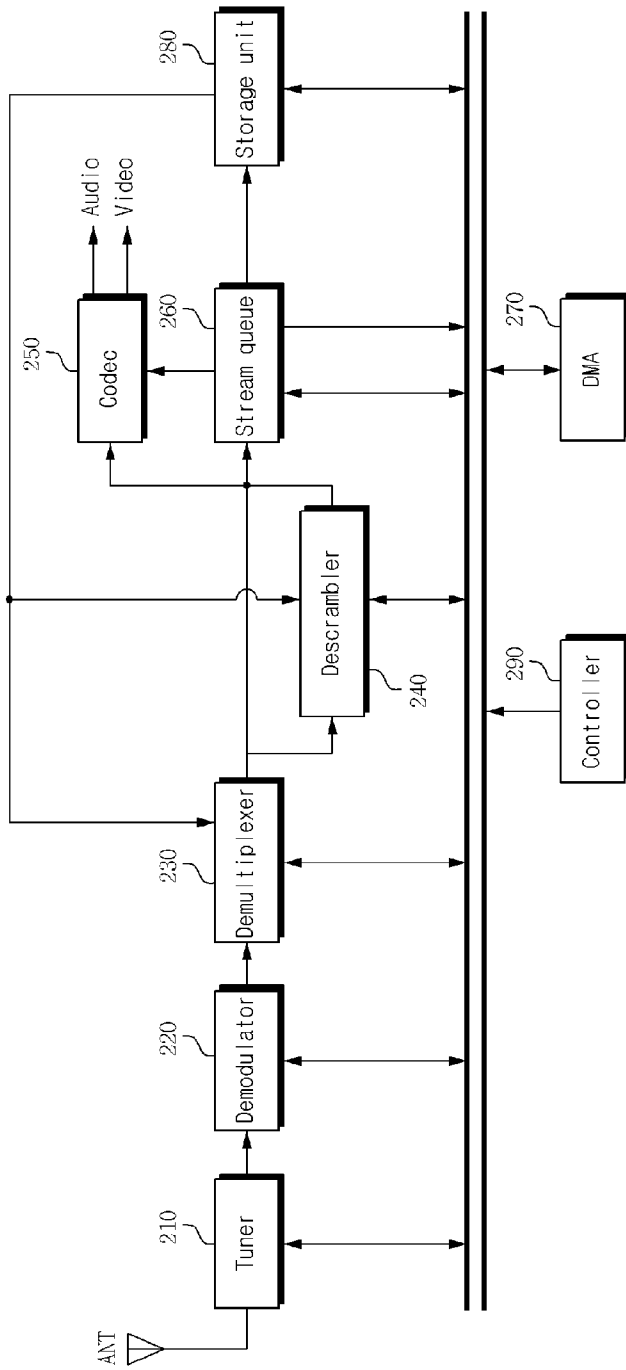 ANT
210
Tuner
220
Demodulator
230
Demultiplexer
240
Descrambler
250
Codec
Audio
Video
260
Stream queue
280
Storage unit
290
Controller
270
DMA